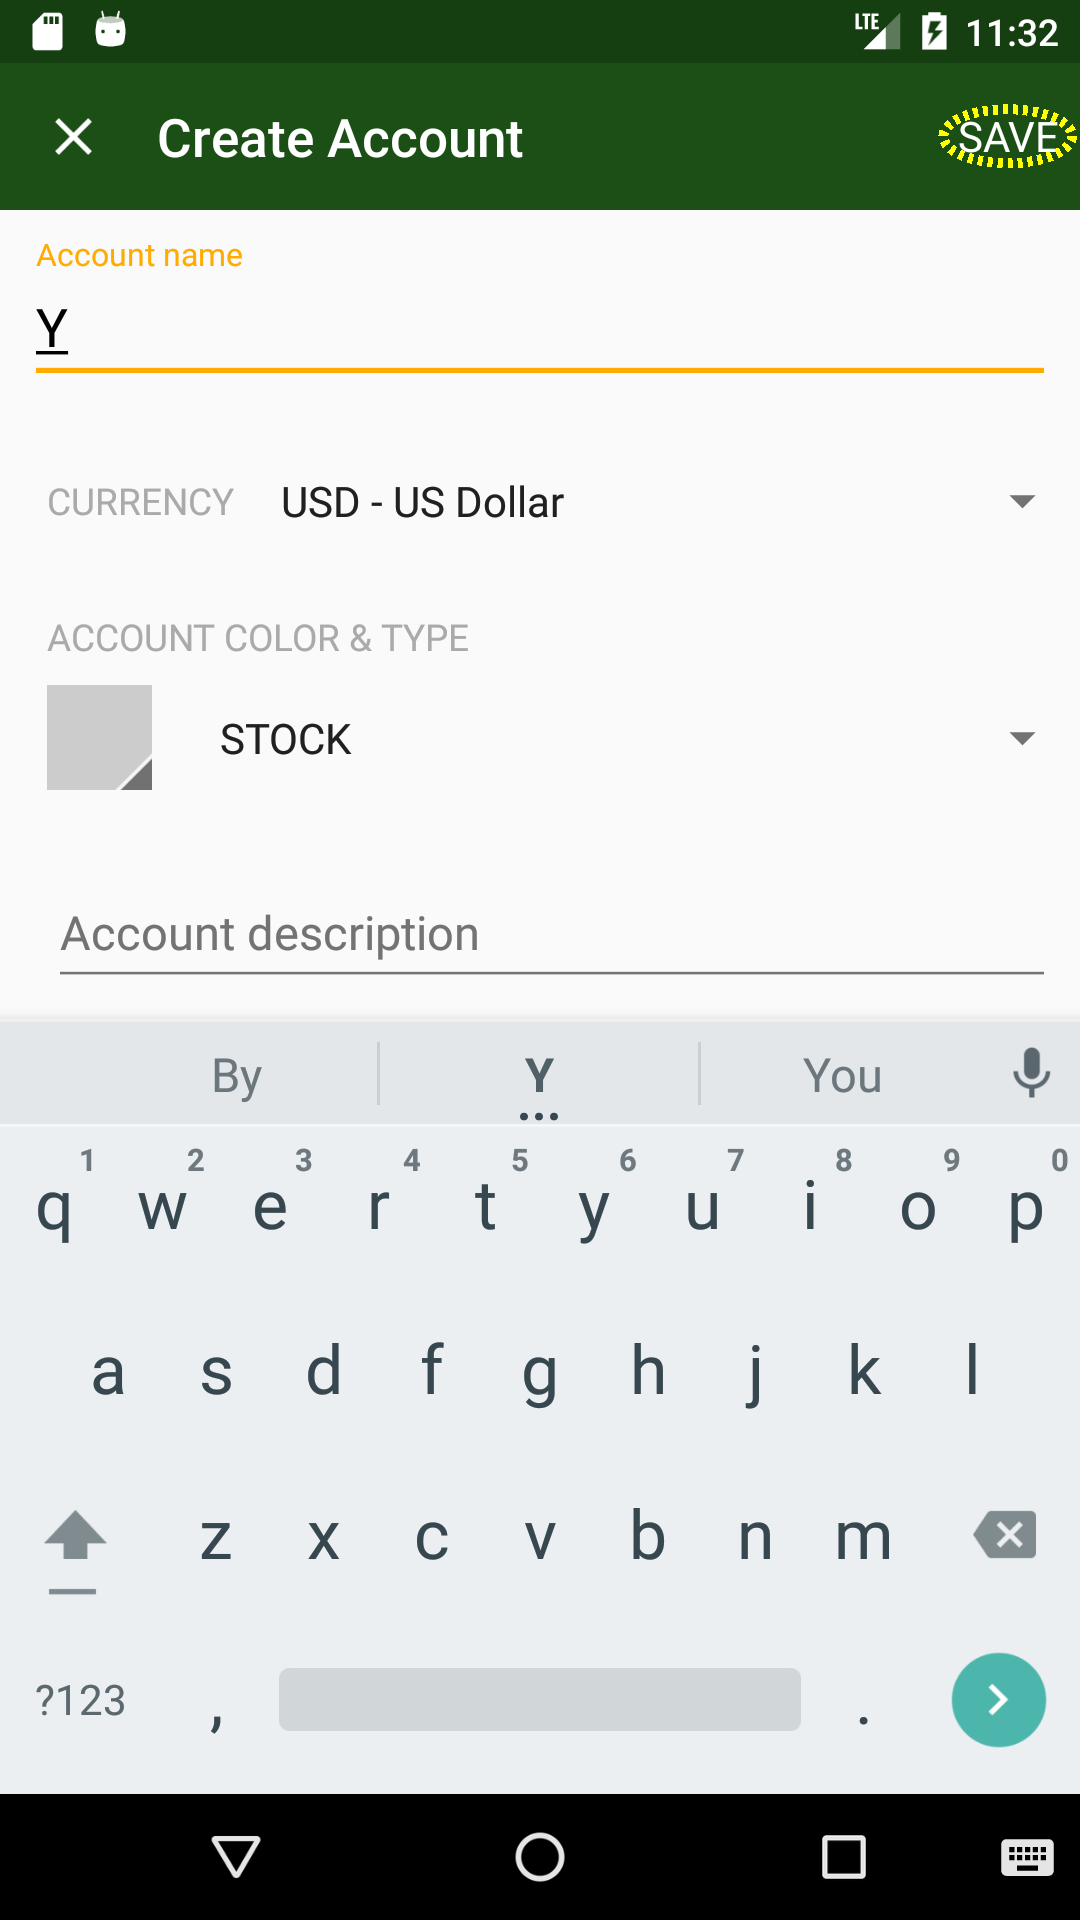 LTE 11:32
Create Account SAVE
Account name
Y
CURRENCY USD - US Dollar
ACCOUNT COLOR & TYPE
STOCK
Account description
By Y You
1 2 3 4 5 6 7 8 9 0
q w e r t y u i o p
a s d f g h j k l
z x c v b n m
?123 , .